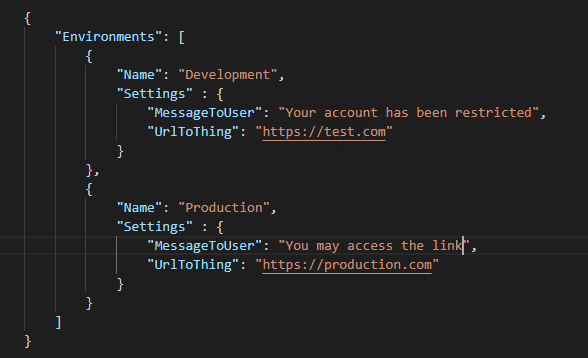 {
    "Environments": [
        {
            "Name": "Development",
            "Settings" : {
                "MessageToUser": "Your account has been restricted",
                "UrlToThing": "https://test.com"
            }
        },
        {
            "Name": "Production",
            "Settings" : {
                "MessageToUser": "You may access the link",
                "UrlToThing": "https://production.com"
            }
        }
    ]
}